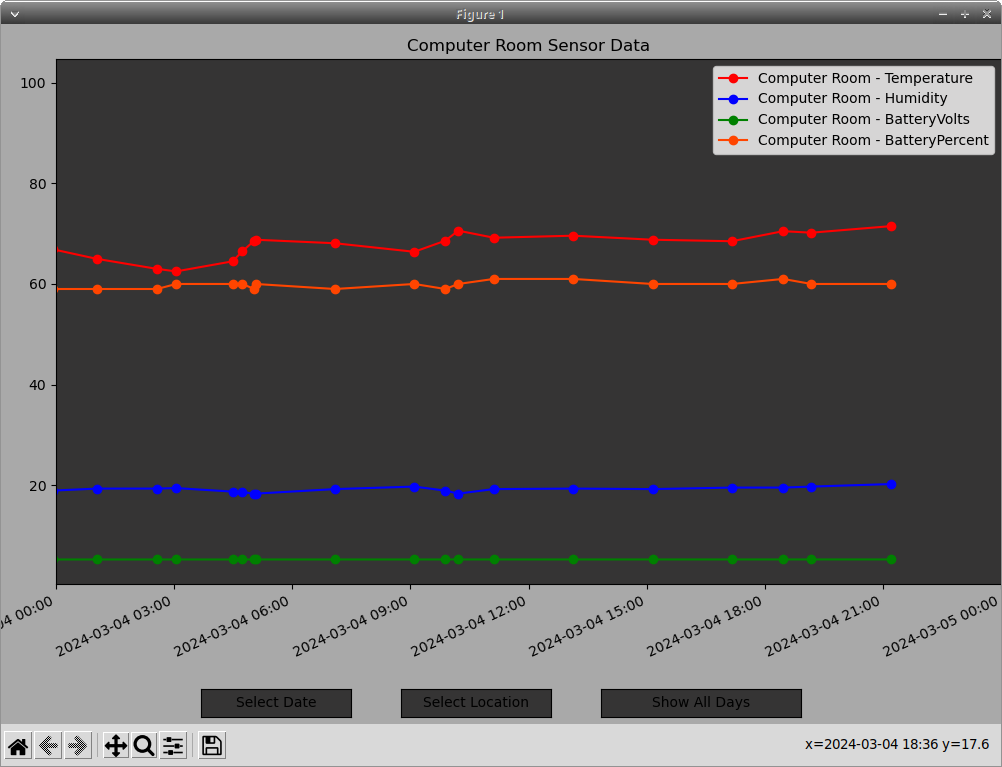 Figure 1
Computer Room Sensor Data
Computer Room - Temperature
Computer Room - Humidity
Computer Room - BatteryVolts
Computer Room - BatteryPercent
100
80
60
40
20
04 00:00
2024-03-04 03:00
2024-03-04 06:00
2024-03-04 09:00
2024-03-04 12:00
2024-03-04 15:00
2024-03-04 18:00
2024-03-04 21:00
2024-03-05 00:00
Select Date
Select Location
Show All Days
x=2024-03-04 18:36 y=17.6